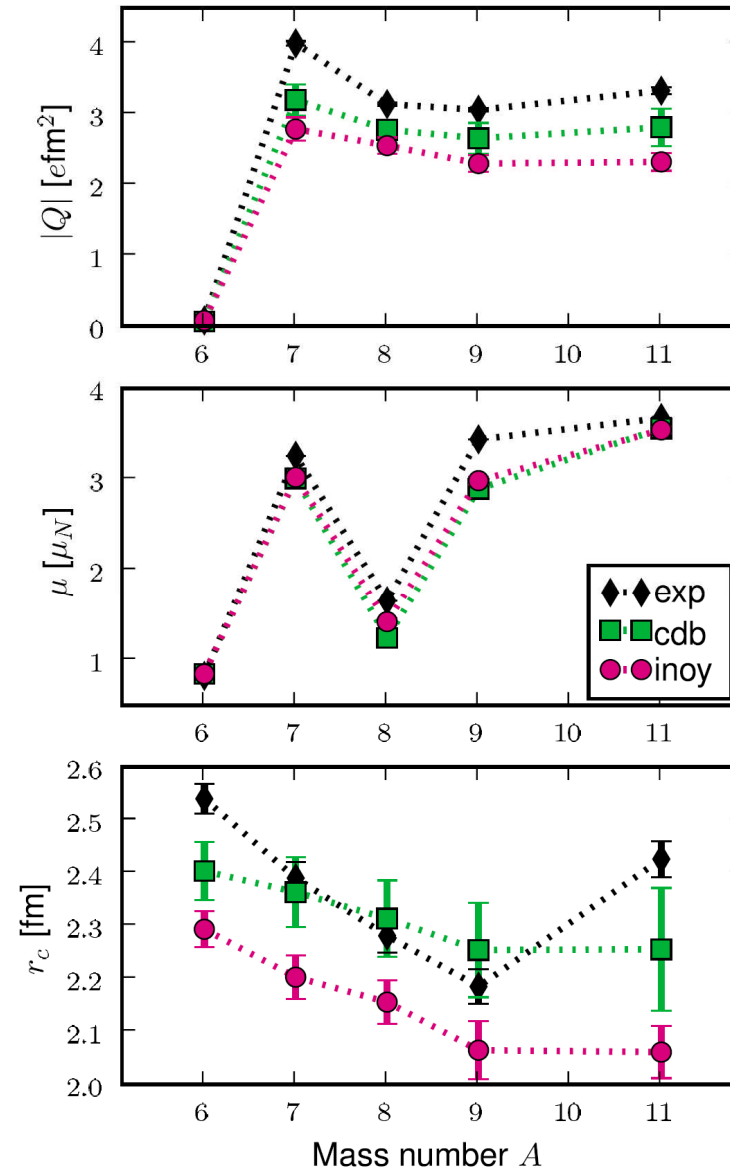 4
3
2
1
0
|Q| [efm²]
6 7 8 9 10 11
4
3
2
1
μ [μ_N]
exp
cdb
inoy
6 7 8 9 10 11
2.6
2.5
2.4
2.3
2.2
2.1
2.0
r_c [fm]
6 7 8 9 10 11
Mass number A